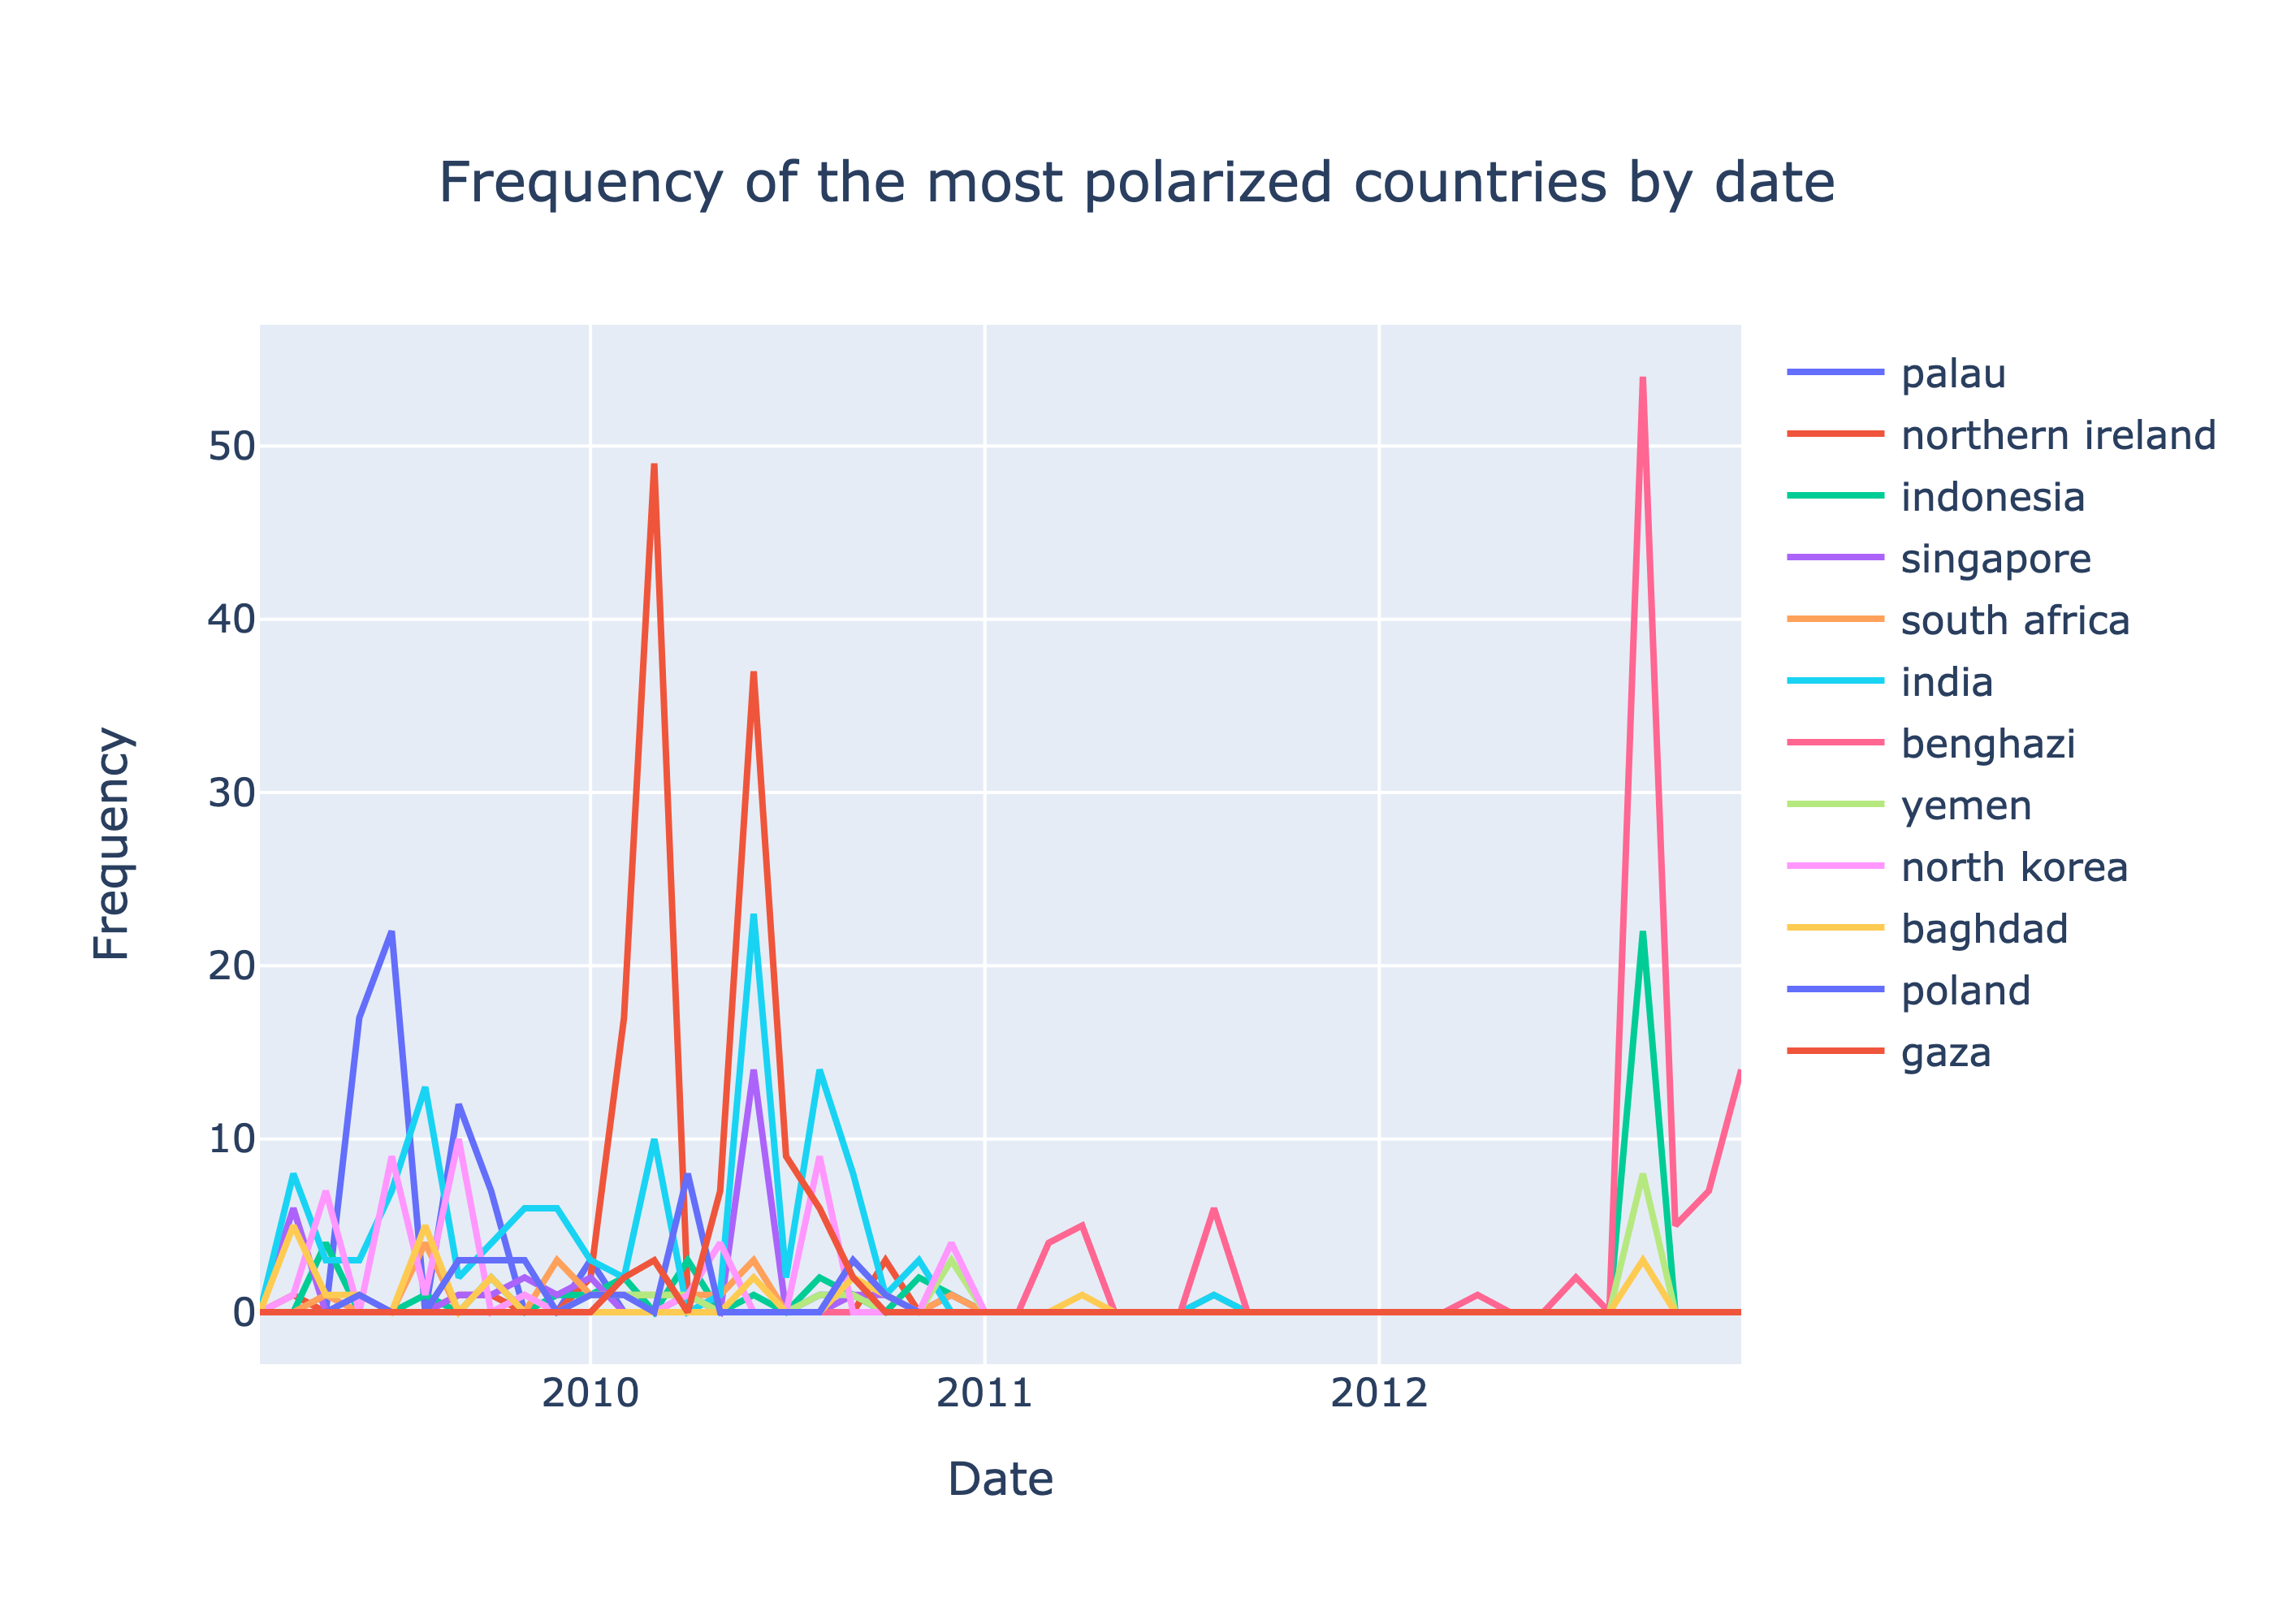 Frequency of the most polarized countries by date
Frequency
50
40
30
20
10
0
2010
2011
2012
Date
palau
northern ireland
indonesia
singapore
south africa
india
benghazi
yemen
north korea
baghdad
poland
gaza